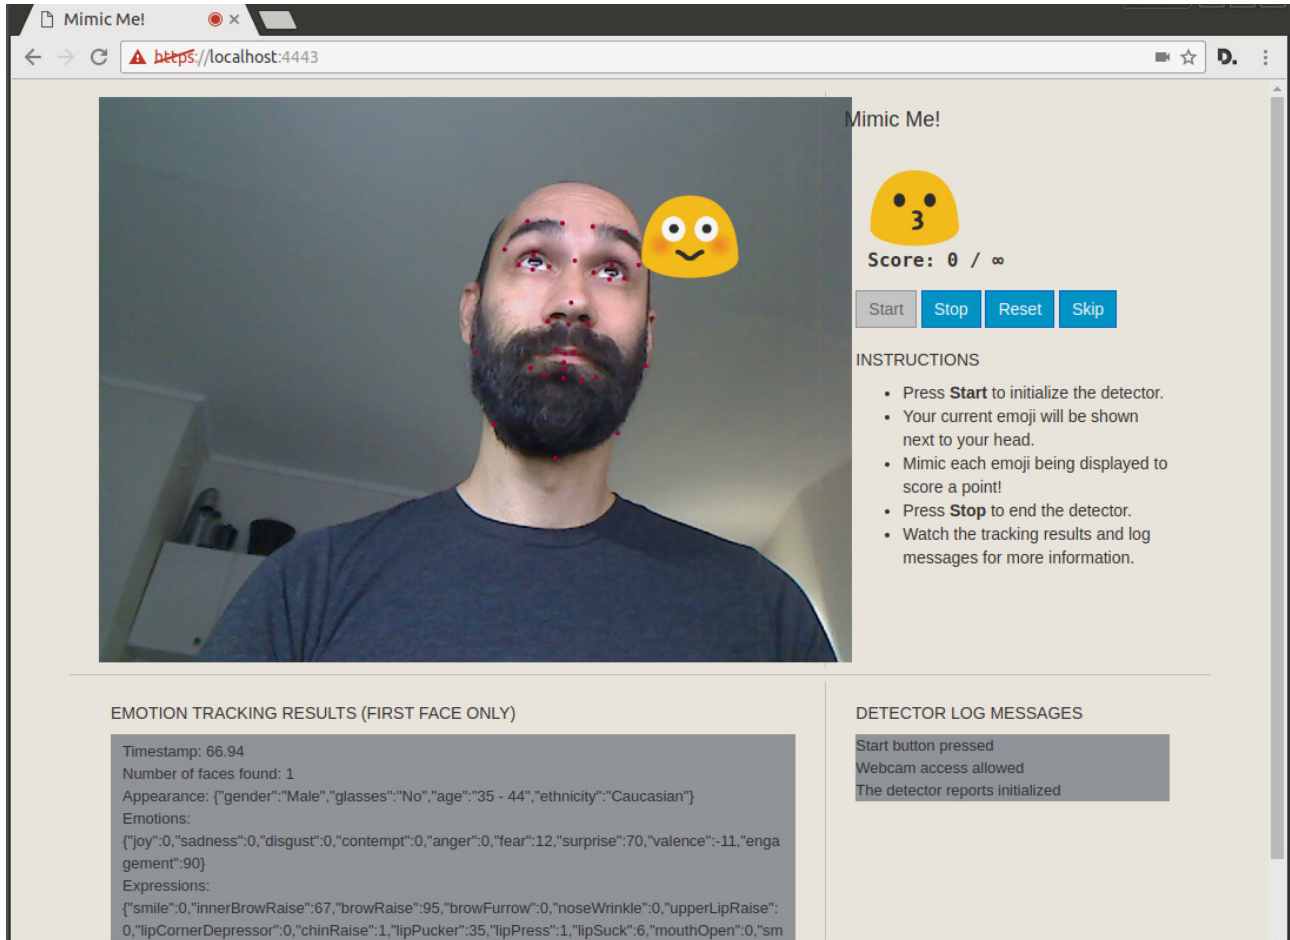 Mimic Me!
https://localhost:4443
D.
Mimic Me!
Score: 0 / ∞
Start Stop Reset Skip
INSTRUCTIONS
• Press Start to initialize the detector.
• Your current emoji will be shown
next to your head.
• Mimic each emoji being displayed to
score a point!
• Press Stop to end the detector.
• Watch the tracking results and log
messages for more information.
EMOTION TRACKING RESULTS (FIRST FACE ONLY)
Timestamp: 66.94
Number of faces found: 1
Appearance: {"gender":"Male","glasses":"No","age":"35 - 44","ethnicity":"Caucasian"}
Emotions:
{"joy":0,"sadness":0,"disgust":0,"contempt":0,"anger":0,"fear":12,"surprise":70,"valence":-11,"enga
gement":90}
Expressions:
{"smile":0,"innerBrowRaise":67,"browRaise":95,"browFurrow":0,"noseWrinkle":0,"upperLipRaise":
0,"lipCornerDepressor":0,"chinRaise":1,"lipPucker":35,"lipPress":1,"lipSuck":6,"mouthOpen":0,"sm
DETECTOR LOG MESSAGES
Start button pressed
Webcam access allowed
The detector reports initialized